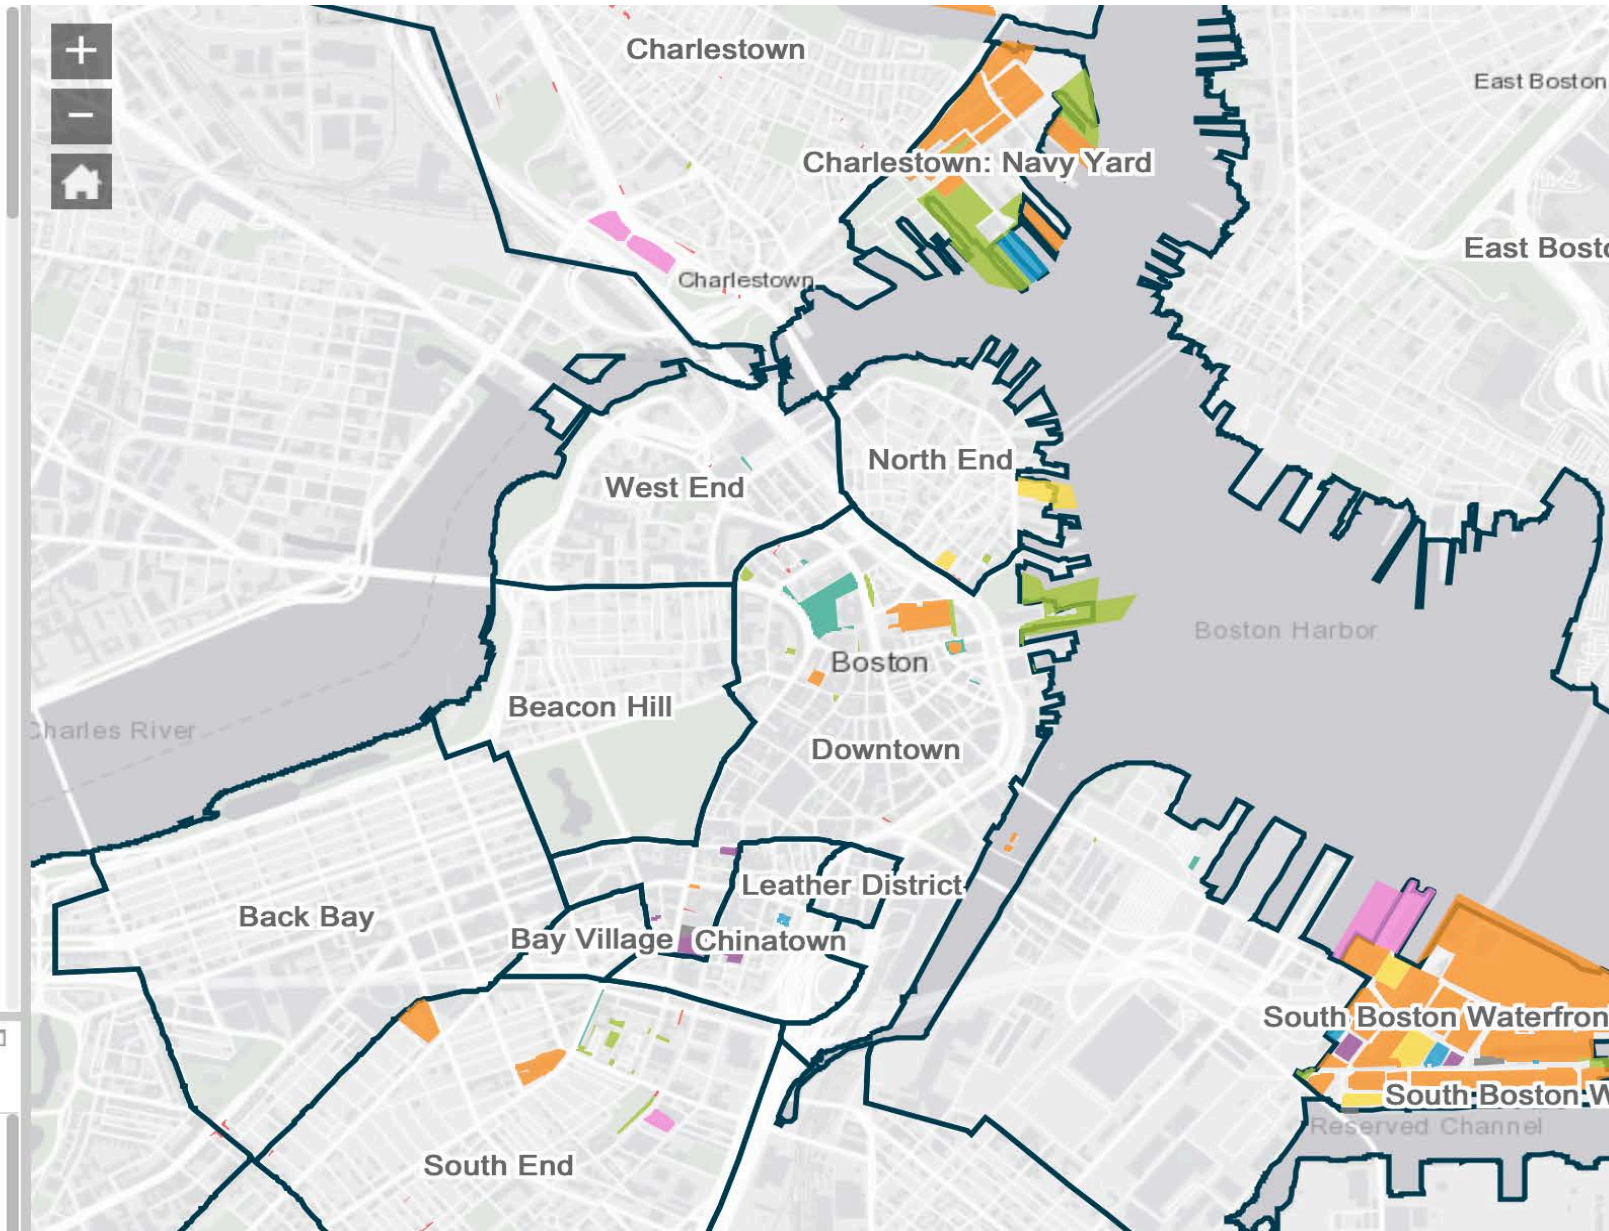 +
Charlestown
−
East Boston
Charlestown: Navy Yard
East Bost
Charlestown
North End
West End
Boston Harbor
Boston
Beacon Hill
Charles River
Downtown
Leather District
Back Bay
Bay Village
Chinatown
South Boston Waterfron
South Boston W
Reserved Channel
South End